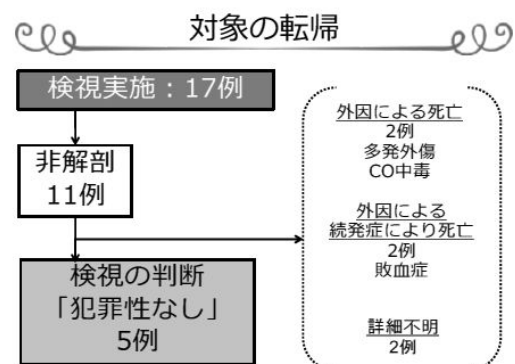 対象の転帰
検視実施：17例
非解剖
11例
検視の判断
「犯罪性なし」
5例
外因による死亡
2例
多発外傷
CO中毒
外因による
続発症により死亡
2例
敗血症
詳細不明
2例